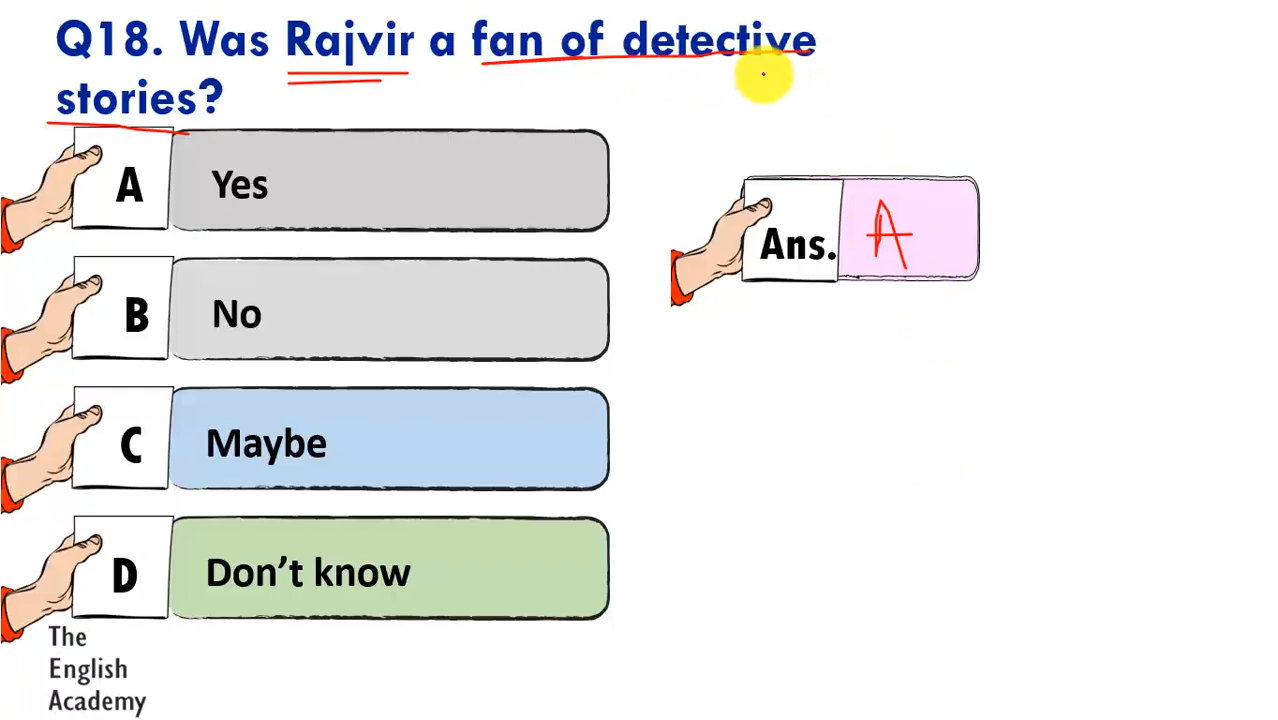 Q18. Was Rajvir a fan of detective
stories?
A Yes
B No
C Maybe
D Don't know
Ans. A
The
English
Academy